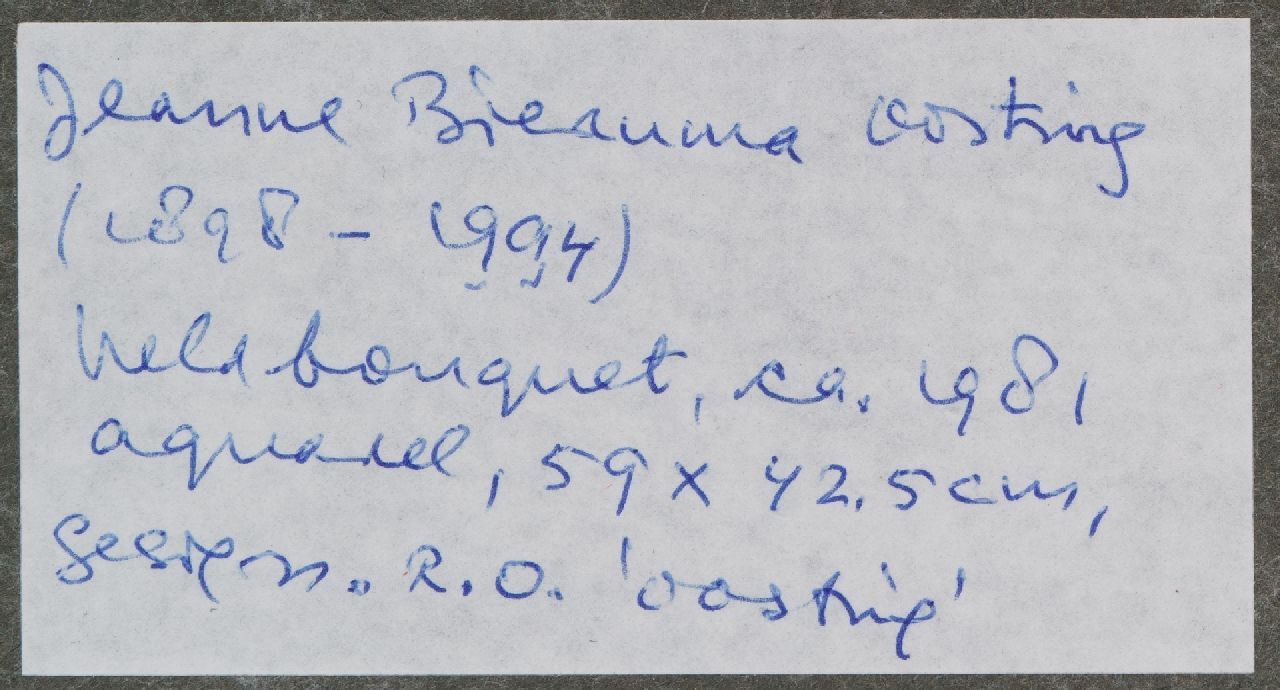 Jeanne Bieruma Oosting
(1898 - 1994)
Veldbouquet, ca. 1981
aquarel, 59 x 42.5 cm,
gesign. R.O. 'Oosting'